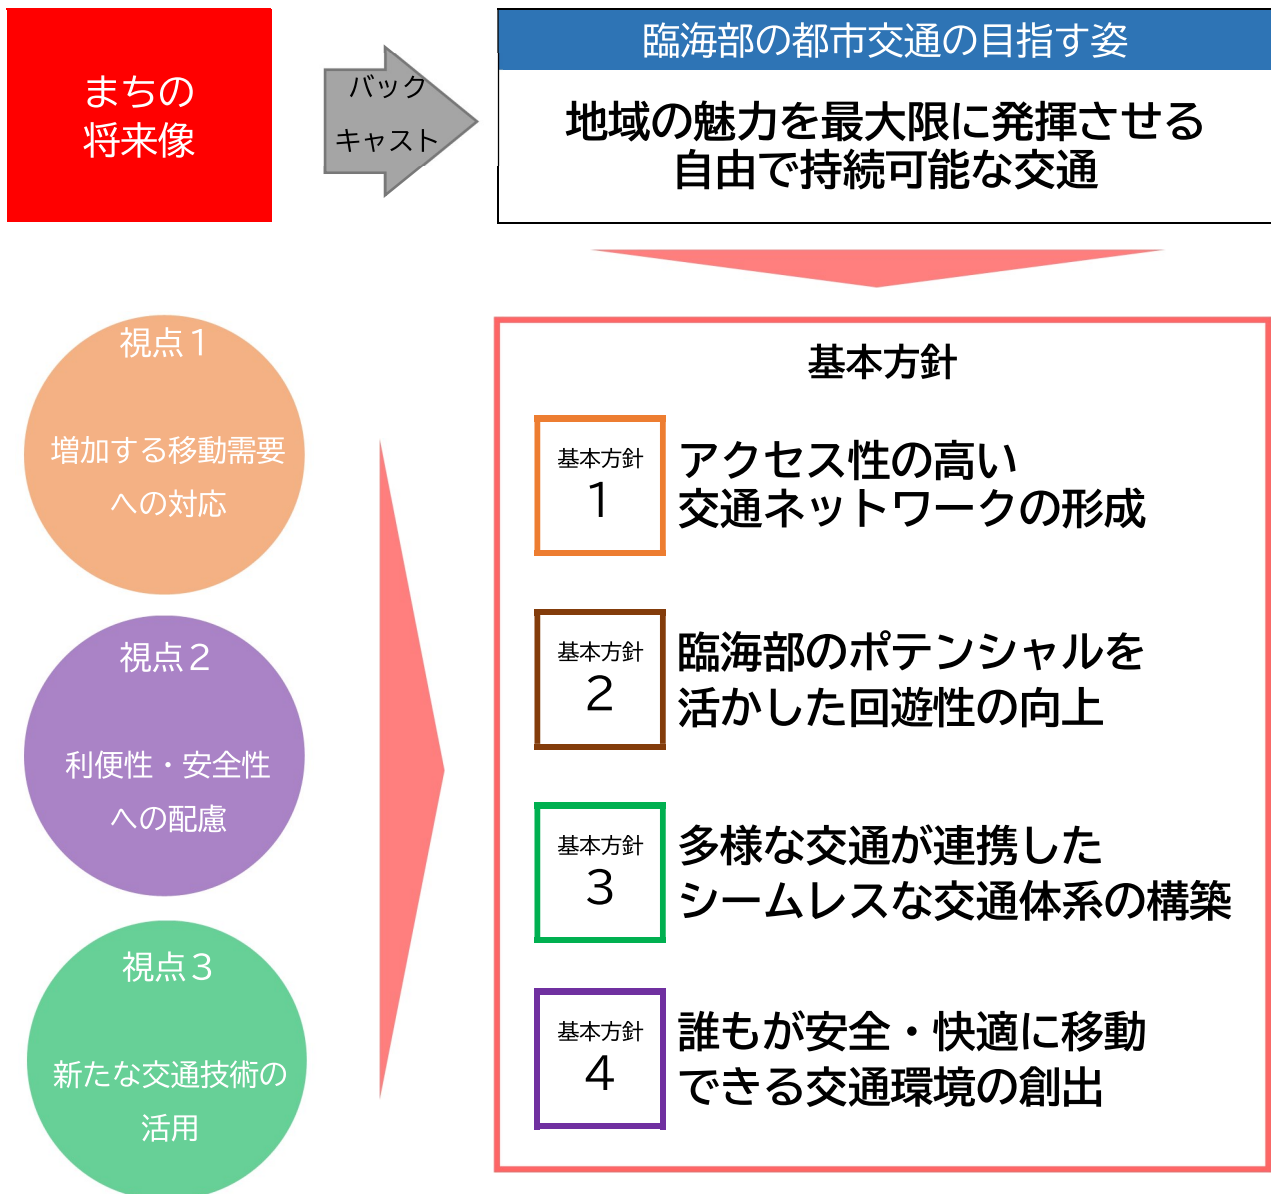 まちの
将来像
バック
キャスト
臨海部の都市交通の目指す姿
地域の魅力を最大限に発揮させる
自由で持続可能な交通
視点１
増加する移動需要
への対応
視点２
利便性・安全性
への配慮
視点３
新たな交通技術の
活用
基本方針
基本方針
1
アクセス性の高い
交通ネットワークの形成
基本方針
2
臨海部のポテンシャルを
活かした回遊性の向上
基本方針
3
多様な交通が連携した
シームレスな交通体系の構築
基本方針
4
誰もが安全・快適に移動
できる交通環境の創出